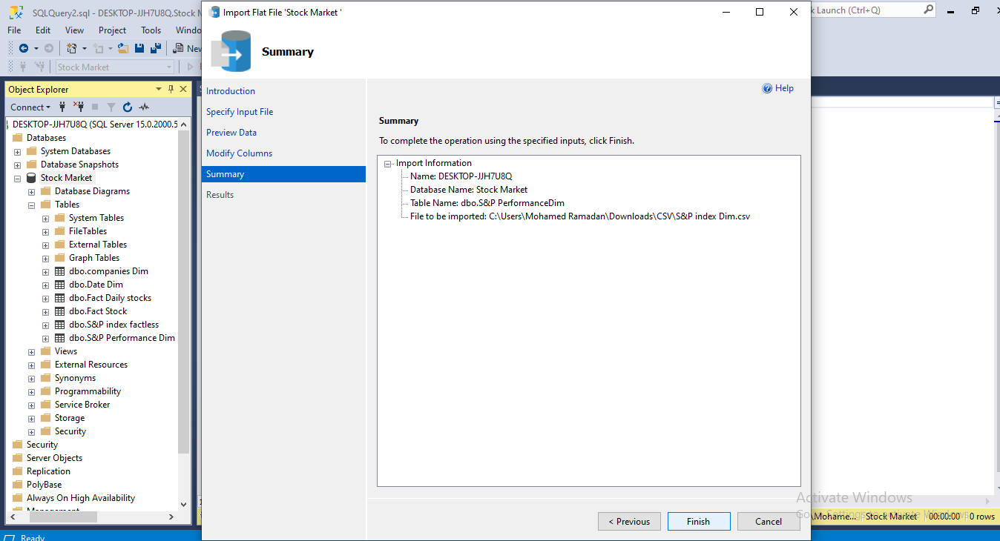 SQLQuery2.sql - DESKTOP-JJH7U8Q.Stock M
Import Flat File 'Stock Market '
k Launch (Ctrl+Q)
File Edit View Project Tools Windo
New
Stock Market
Summary
Object Explorer
Connect
DESKTOP-JJH7U8Q (SQL Server 15.0.2000.5
Databases
System Databases
Database Snapshots
Stock Market
Database Diagrams
Tables
System Tables
FileTables
External Tables
Graph Tables
dbo.companies Dim
dbo.Date Dim
dbo.Fact Daily stocks
dbo.Fact Stock
dbo.S&P index factless
dbo.S&P Performance Dim
Views
External Resources
Synonyms
Programmability
Service Broker
Storage
Security
Security
Server Objects
Replication
PolyBase
Always On High Availability
Management
Introduction
Specify Input File
Preview Data
Modify Columns
Summary
Results
Help
Summary
To complete the operation using the specified inputs, click Finish.
Import Information
Name: DESKTOP-JJH7U8Q
Database Name: Stock Market
Table Name: dbo.S&P PerformanceDim
File to be imported: C:\Users\Mohamed Ramadan\Downloads\CSV\S&P index Dim.csv
< Previous Finish Cancel
Activate Windows
Go to Settings to activate Windows.
\Mohame... Stock Market 00:00:00 0 rows
Ready